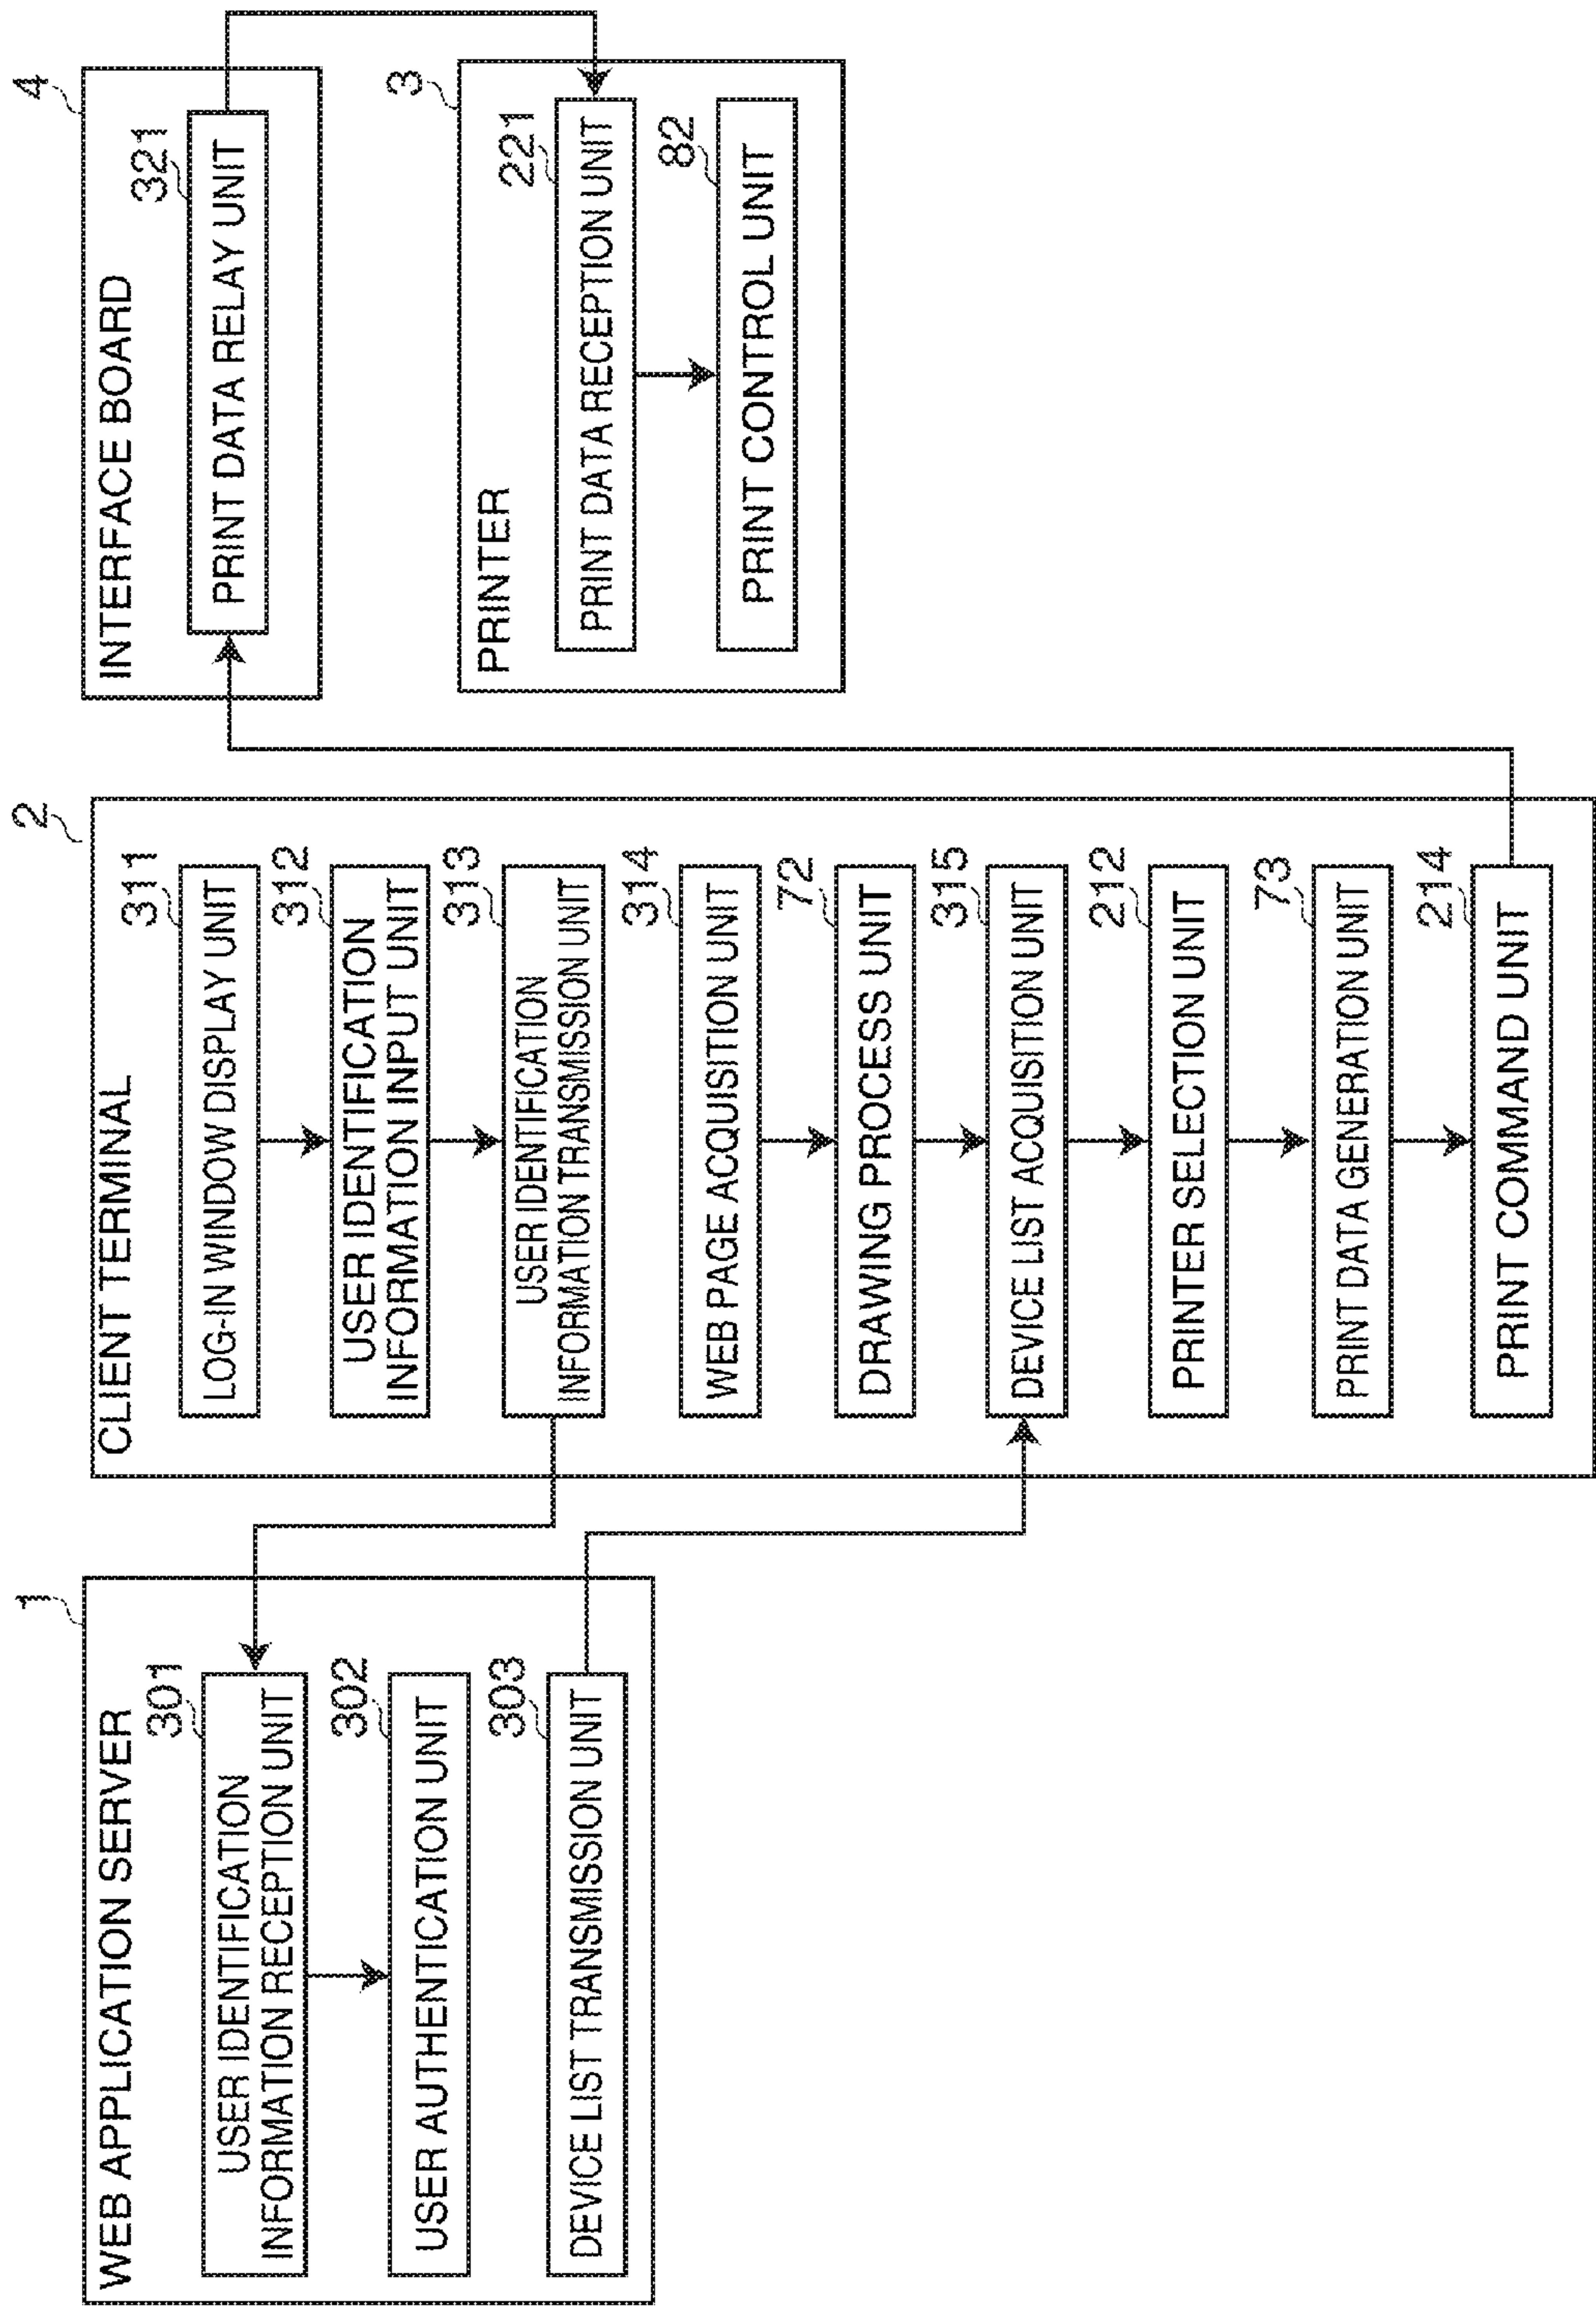 WEB APPLICATION SERVER
1
301
USER IDENTIFICATION
INFORMATION RECEPTION UNIT
302
USER AUTHENTICATION UNIT
303
DEVICE LIST TRANSMISSION UNIT
CLIENT TERMINAL
2
311
LOG-IN WINDOW DISPLAY UNIT
312
USER IDENTIFICATION
INFORMATION INPUT UNIT
313
USER IDENTIFICATION
INFORMATION TRANSMISSION UNIT
314
WEB PAGE ACQUISITION UNIT
72
DRAWING PROCESS UNIT
315
DEVICE LIST ACQUISITION UNIT
212
PRINTER SELECTION UNIT
73
PRINT DATA GENERATION UNIT
214
PRINT COMMAND UNIT
INTERFACE BOARD
4
321
PRINT DATA RELAY UNIT
PRINTER
3
221
PRINT DATA RECEPTION UNIT
82
PRINT CONTROL UNIT